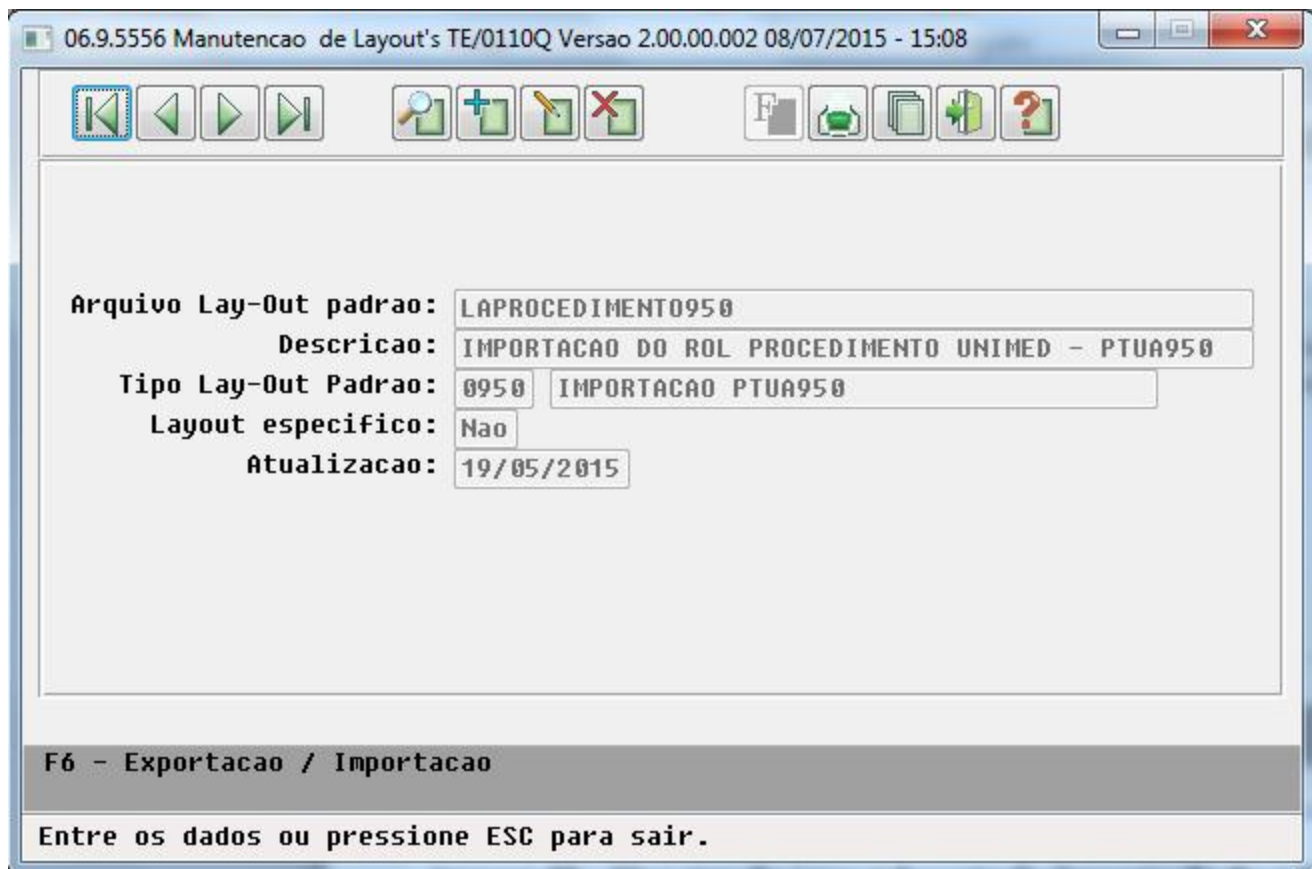 06.9.5556 Manutencao de Layout's TE/0110Q Versao 2.00.00.002 08/07/2015 - 15:08
Arquivo Lay-Out padrao: LAPROCEDIMENTO950
Descricao: IMPORTACAO DO ROL PROCEDIMENTO UNIMED - PTUA950
Tipo Lay-Out Padrao: 0950 IMPORTACAO PTUA950
Layout especifico: Nao
Atualizacao: 19/05/2015
F6 - Exportacao / Importacao
Entre os dados ou pressione ESC para sair.